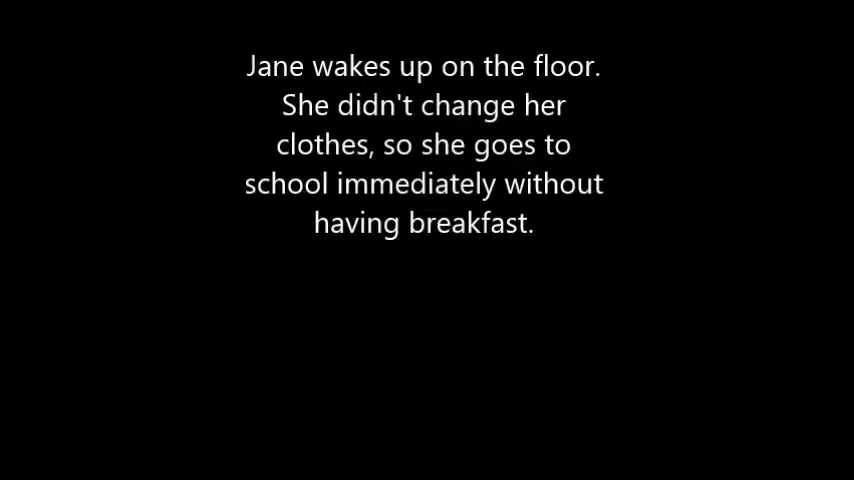 Jane wakes up on the floor.
She didn't change her
clothes, so she goes to
school immediately without
having breakfast.